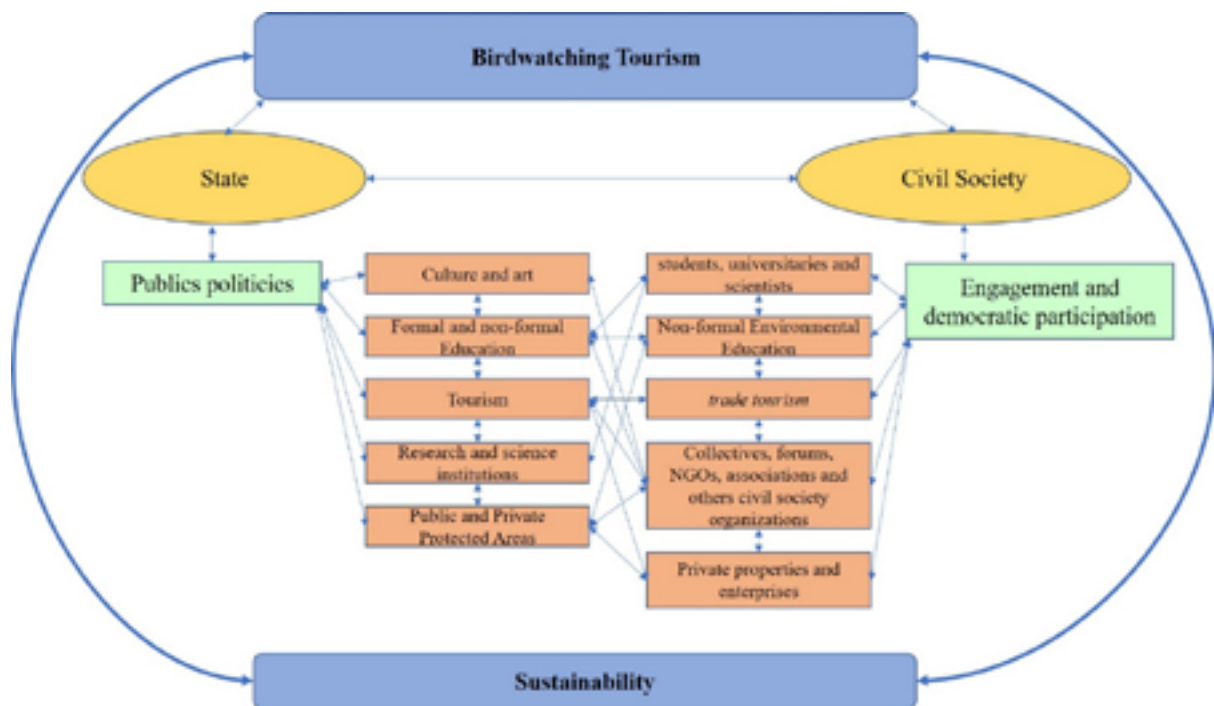 Birdwatching Tourism
State
Civil Society
Publics politicies
Culture and art
students, universitaries and
scientists
Engagement and
democratic participation
Formal and non-formal
Education
Non-formal Environmental
Education
Tourism
trade tourism
Research and science
institutions
Collectives, forums,
NGOs, associations and
others civil society
organizations
Public and Private
Protected Areas
Private properties and
enterprises
Sustainability